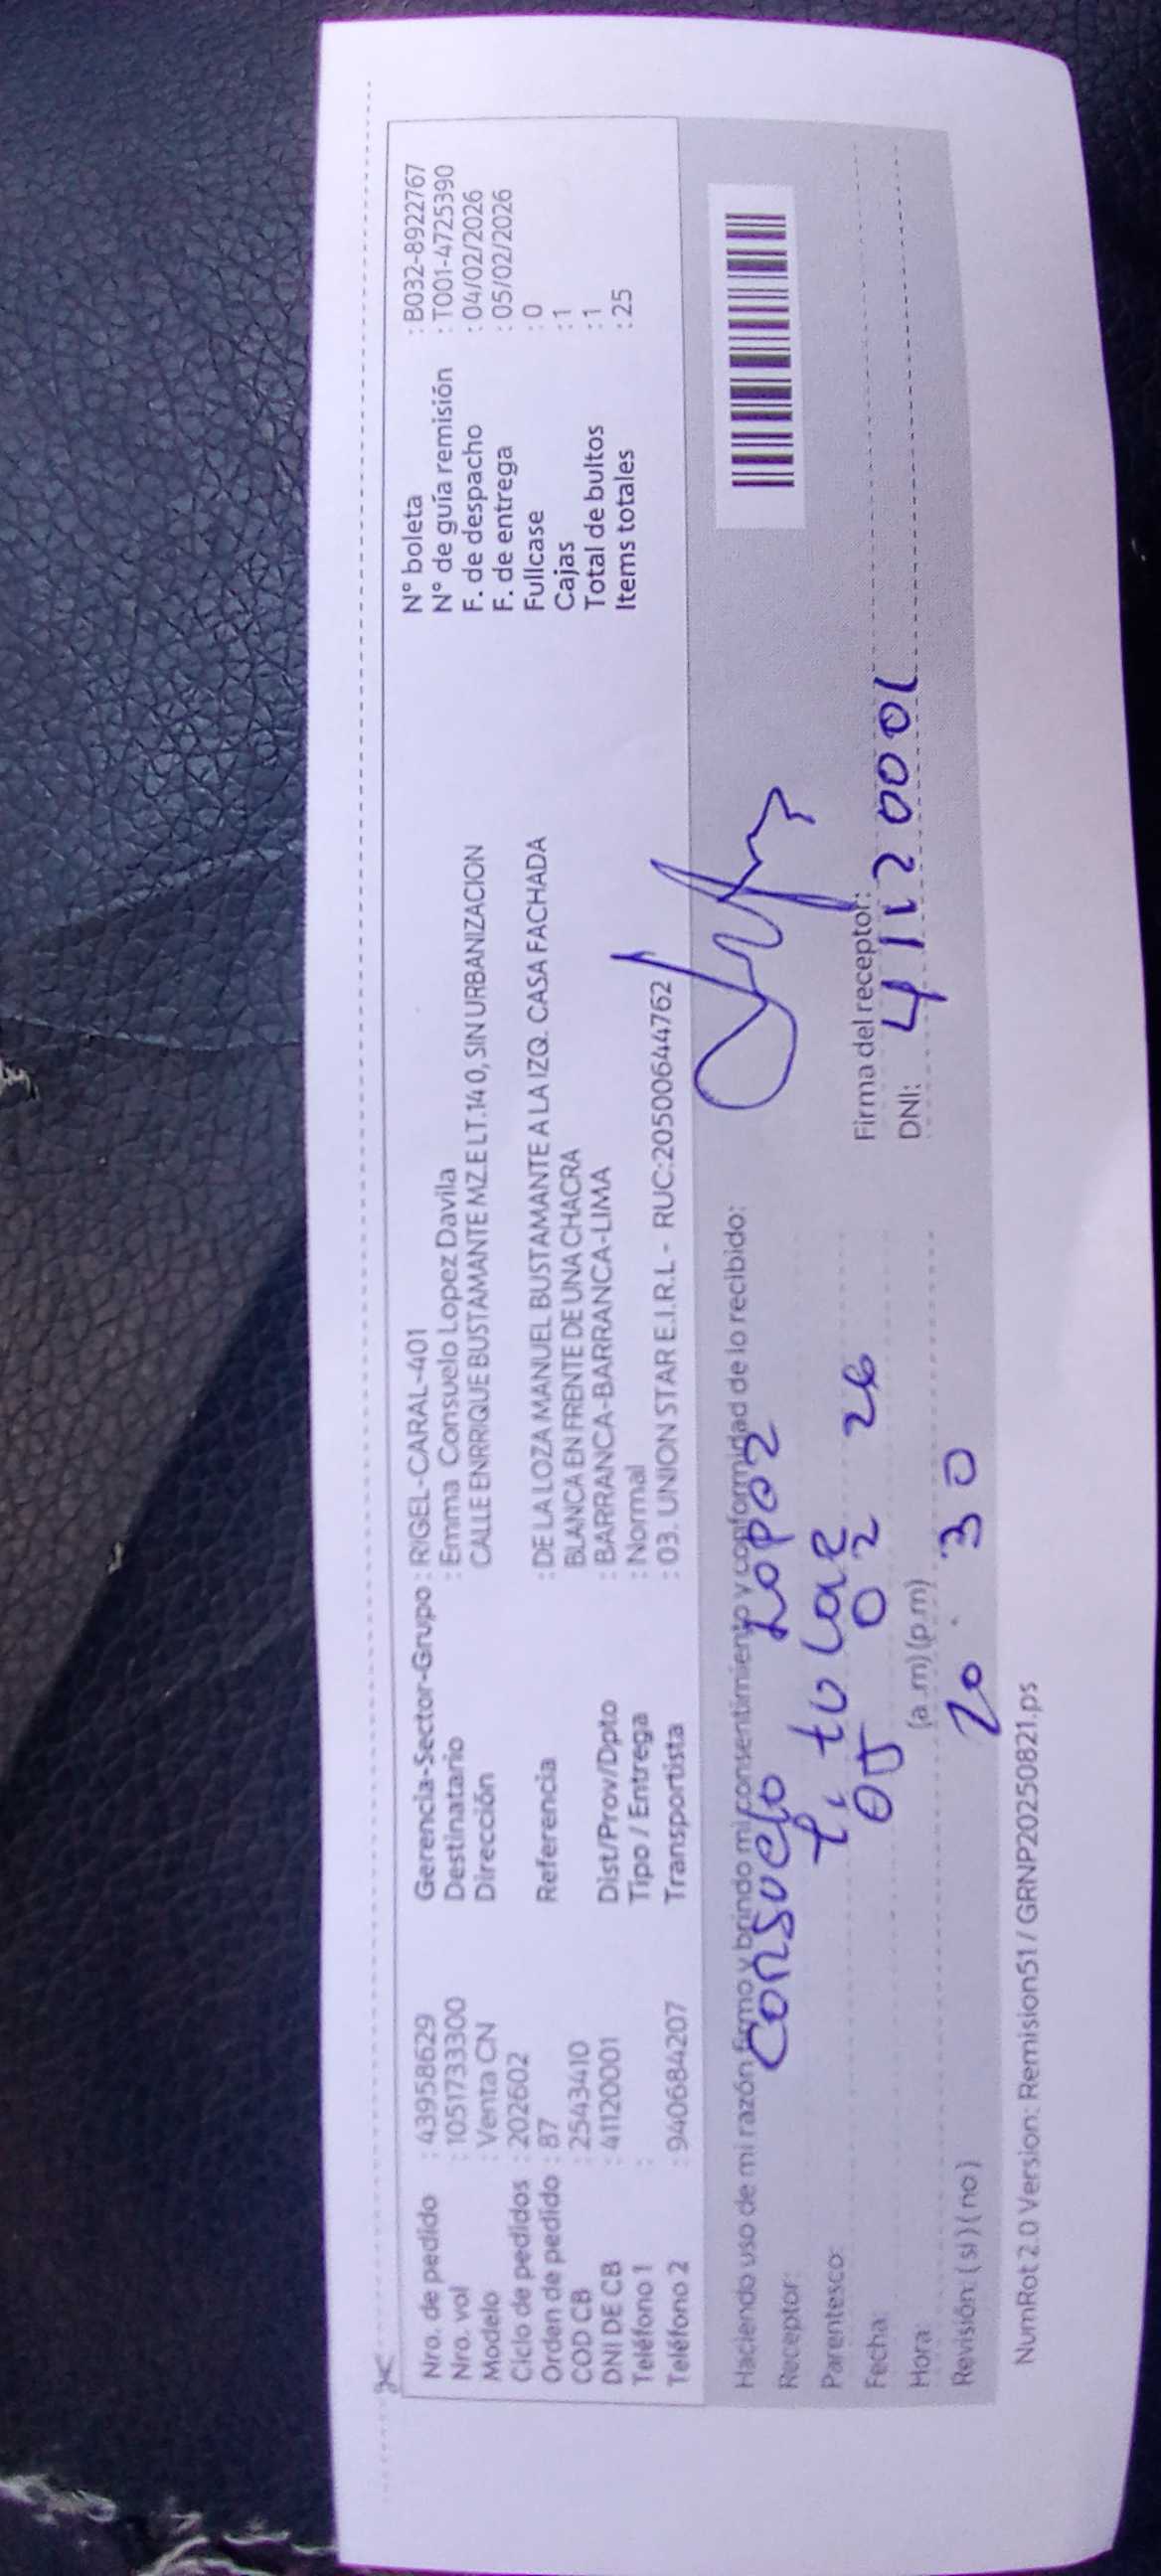 Nro. de pedido : 43958629
Nro. vol : 1051733300
Modelo : Venta CN
Ciclo de pedidos : 202602
Orden de pedido : 87
COD CB : 2543410
DNI DE CB : 41120001
Teléfono 1 :
Teléfono 2 : 940684207
Gerencia-Sector-Grupo : RIGEL-CARAL-401
Destinatario : Emma Consuelo Lopez Davila
Dirección CALLE ENRRIQUE BUSTAMANTE MZ.E LT.14 0, SIN URBANIZACION
Referencia : DE LA LOZA MANUEL BUSTAMANTE A LA IZQ. CASA FACHADA
BLANCA EN FRENTE DE UNA CHACRA
Dist/Prov/Dpto : BARRANCA-BARRANCA-LIMA
Tipo / Entrega : Normal
Transportista : 03. UNION STAR E.I.R.L - RUC:20500644762
N° boleta : B032-8922767
N° de guía remisión : T001-4725390
F. de despacho : 04/02/2026
F. de entrega : 05/02/2026
Fullcase : 0
Cajas : 1
Total de bultos : 1
Items totales : 25
Haciendo uso de mi razón firmo y brindo mi consentimiento y conformidad de lo recibido:
Receptor: Consuelo Lopez
Parentesco: titular
Fecha: 05 02 26
Hora: (a.m) (p.m)
Revisión: ( si ) ( no ) 20 30
Firma del receptor:
DNI: 41120001
NumRot 2.0 Version: Remision51 / GRNP20250821.ps